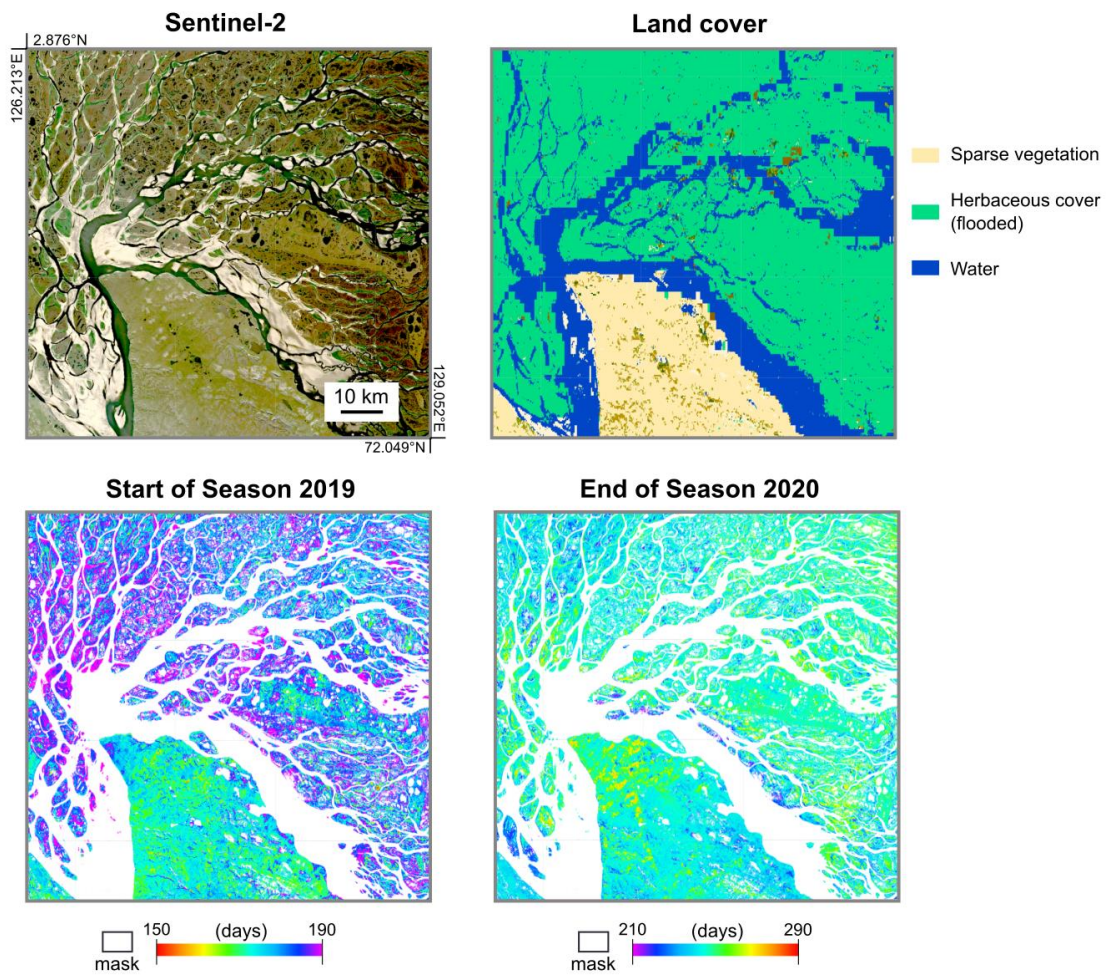 Sentinel-2
Land cover
2.876°N
126.213°E
Sparse vegetation
Herbaceous cover
(flooded)
Water
10 km
129.052°E
72.049°N
Start of Season 2019
End of Season 2020
150 (days) 190
mask
210 (days) 290
mask